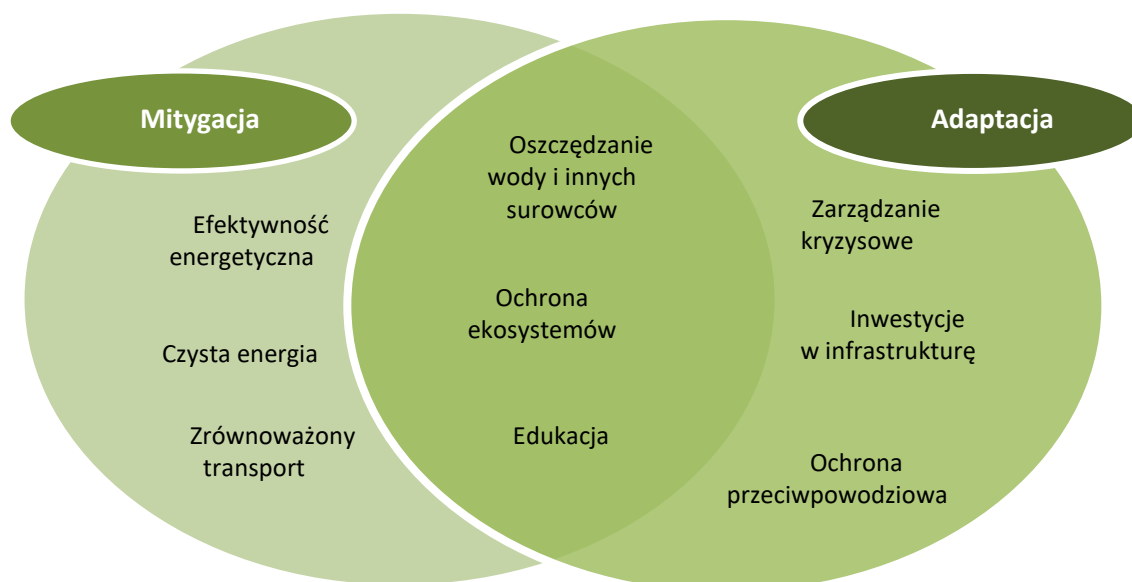 Mitygacja
Efektywność
energetyczna
Czysta energia
Zrównoważony
transport
Oszczędzanie
wody i innych
surowców
Ochrona
ekosystemów
Edukacja
Adaptacja
Zarządzanie
kryzysowe
Inwestycje
w infrastrukturę
Ochrona
przeciwpowodziowa